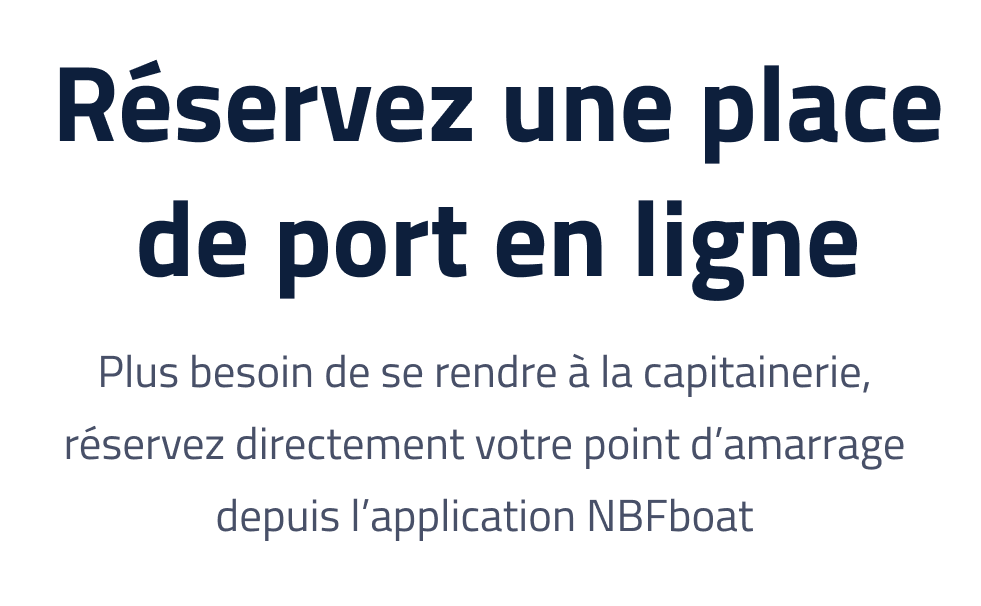 Réservez une place
de port en ligne
Plus besoin de se rendre à la capitainerie,
réservez directement votre point d’amarrage
depuis l’application NBFboat